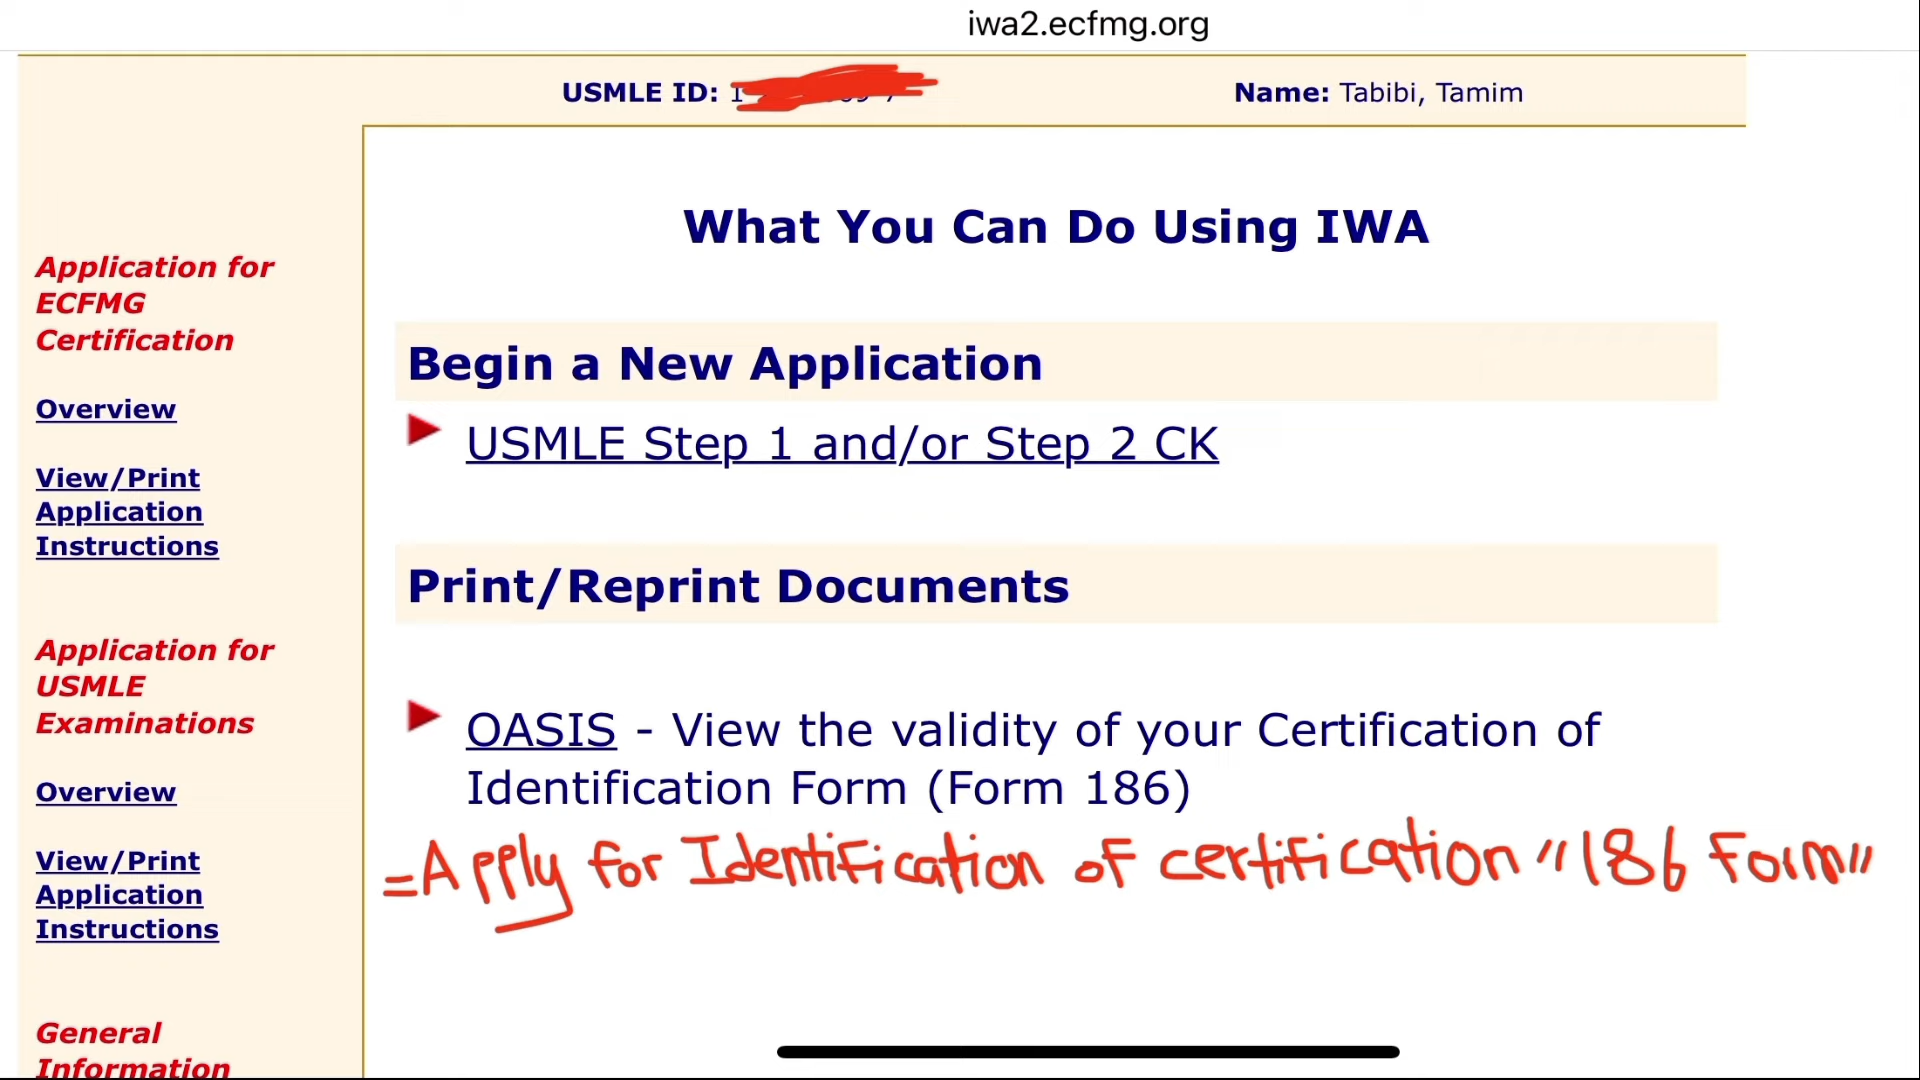 iwa2.ecfmg.org
USMLE ID: 1
Name: Tabibi, Tamim
What You Can Do Using IWA
Application for
ECFMG
Certification
Overview
View/Print
Application
Instructions
Application for
USMLE
Examinations
Overview
View/Print
Application
Instructions
General
Information
Begin a New Application
USMLE Step 1 and/or Step 2 CK
Print/Reprint Documents
OASIS - View the validity of your Certification of
Identification Form (Form 186)
=Apply for Identification of certification "186 Form"